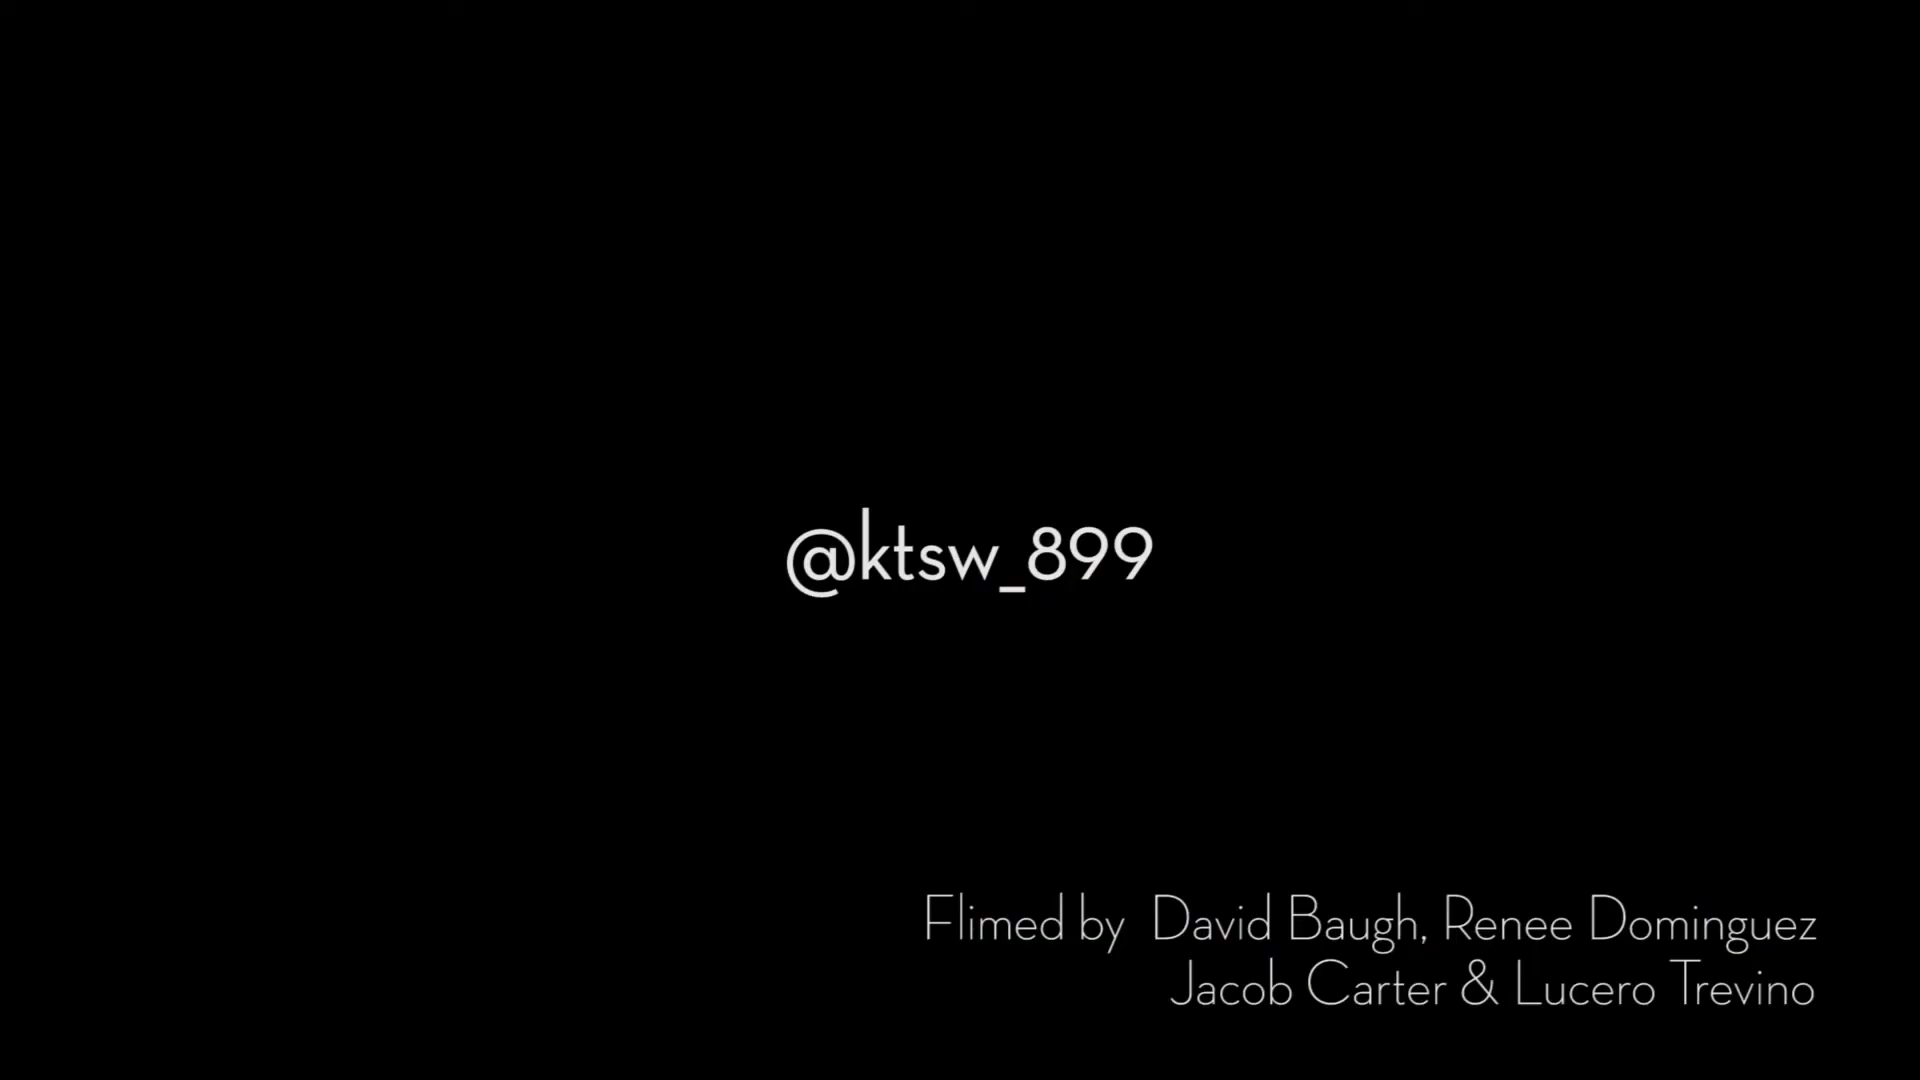 @ktsw_899
Flimed by David Baugh, Renee Dominguez
Jacob Carter & Lucero Trevino